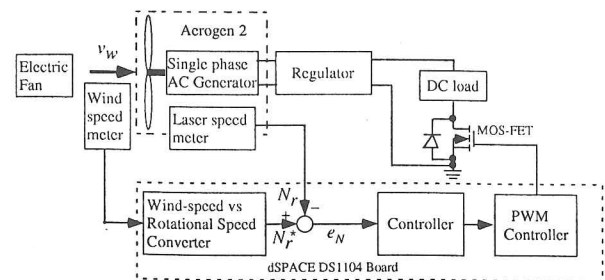 Aerogen 2
Electric
Fan
v_W
Single phase
AC Generator
Regulator
DC load
Wind
speed
meter
Laser speed
meter
MOS-FET
Wind-speed vs
Rotational Speed
Converter
N_r
−
+
N_r*
e_N
Controller
PWM
Controller
dSPACE DS1104 Board